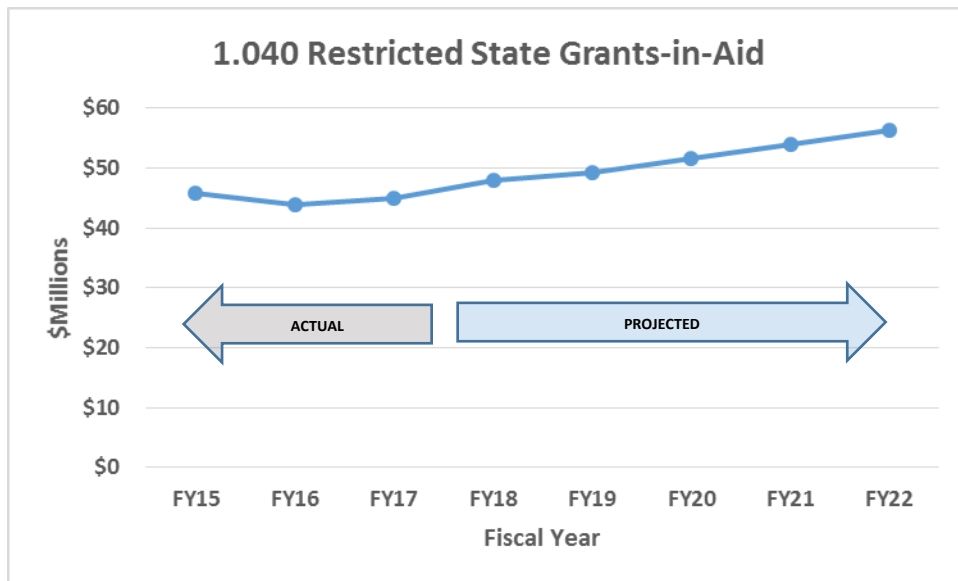 1.040 Restricted State Grants-in-Aid
$60
$50
$40
$30
$20
$10
$0
$Millions
ACTUAL
PROJECTED
FY15 FY16 FY17 FY18 FY19 FY20 FY21 FY22
Fiscal Year